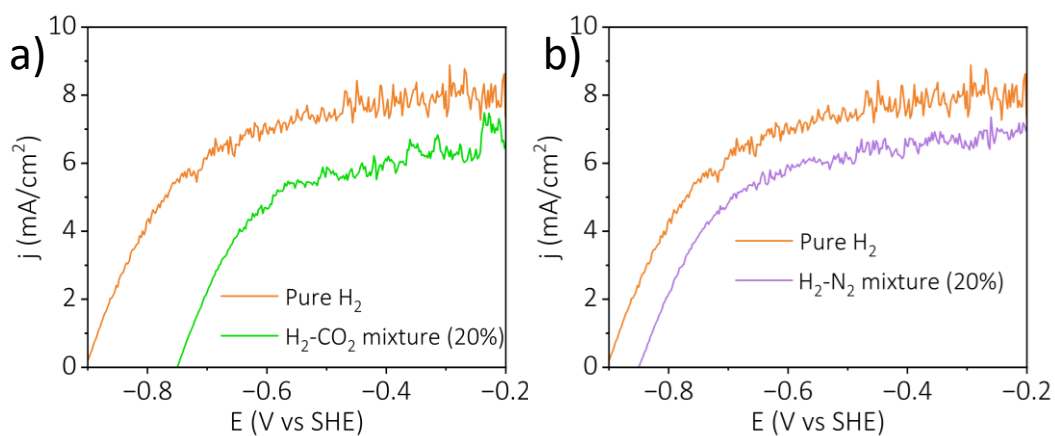 a)
10
8
6
4
2
0
j (mA/cm²)
Pure H₂
H₂-CO₂ mixture (20%)
−0.8 −0.6 −0.4 −0.2
E (V vs SHE)
b)
10
8
6
4
2
0
j (mA/cm²)
Pure H₂
H₂-N₂ mixture (20%)
−0.8 −0.6 −0.4 −0.2
E (V vs SHE)